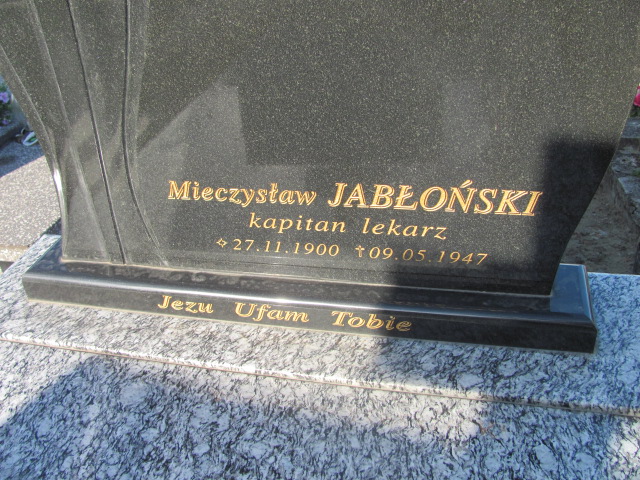 Mieczysław JABŁOŃSKI
kapitan lekarz
✡27.11.1900 †09.05.1947
Jezu Ufam Tobie